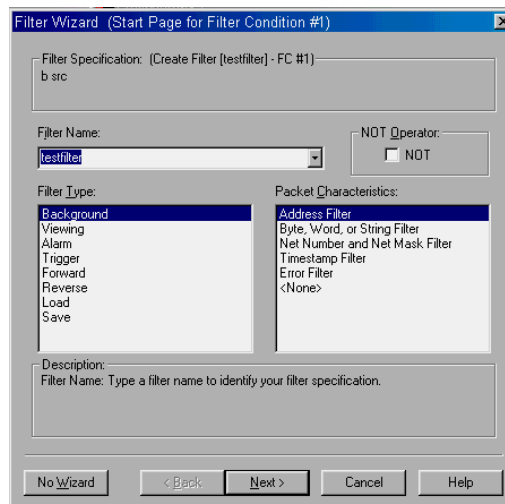 Filter Wizard (Start Page for Filter Condition #1)
Filter Specification: (Create Filter [testfilter] - FC #1)
b src
Filter Name:
testfilter
NOT Operator:
NOT
Filter Type:
Background
Viewing
Alarm
Trigger
Forward
Reverse
Load
Save
Packet Characteristics:
Address Filter
Byte, Word, or String Filter
Net Number and Net Mask Filter
Timestamp Filter
Error Filter
<None>
Description:
Filter Name: Type a filter name to identify your filter specification.
No Wizard
< Back
Next >
Cancel
Help